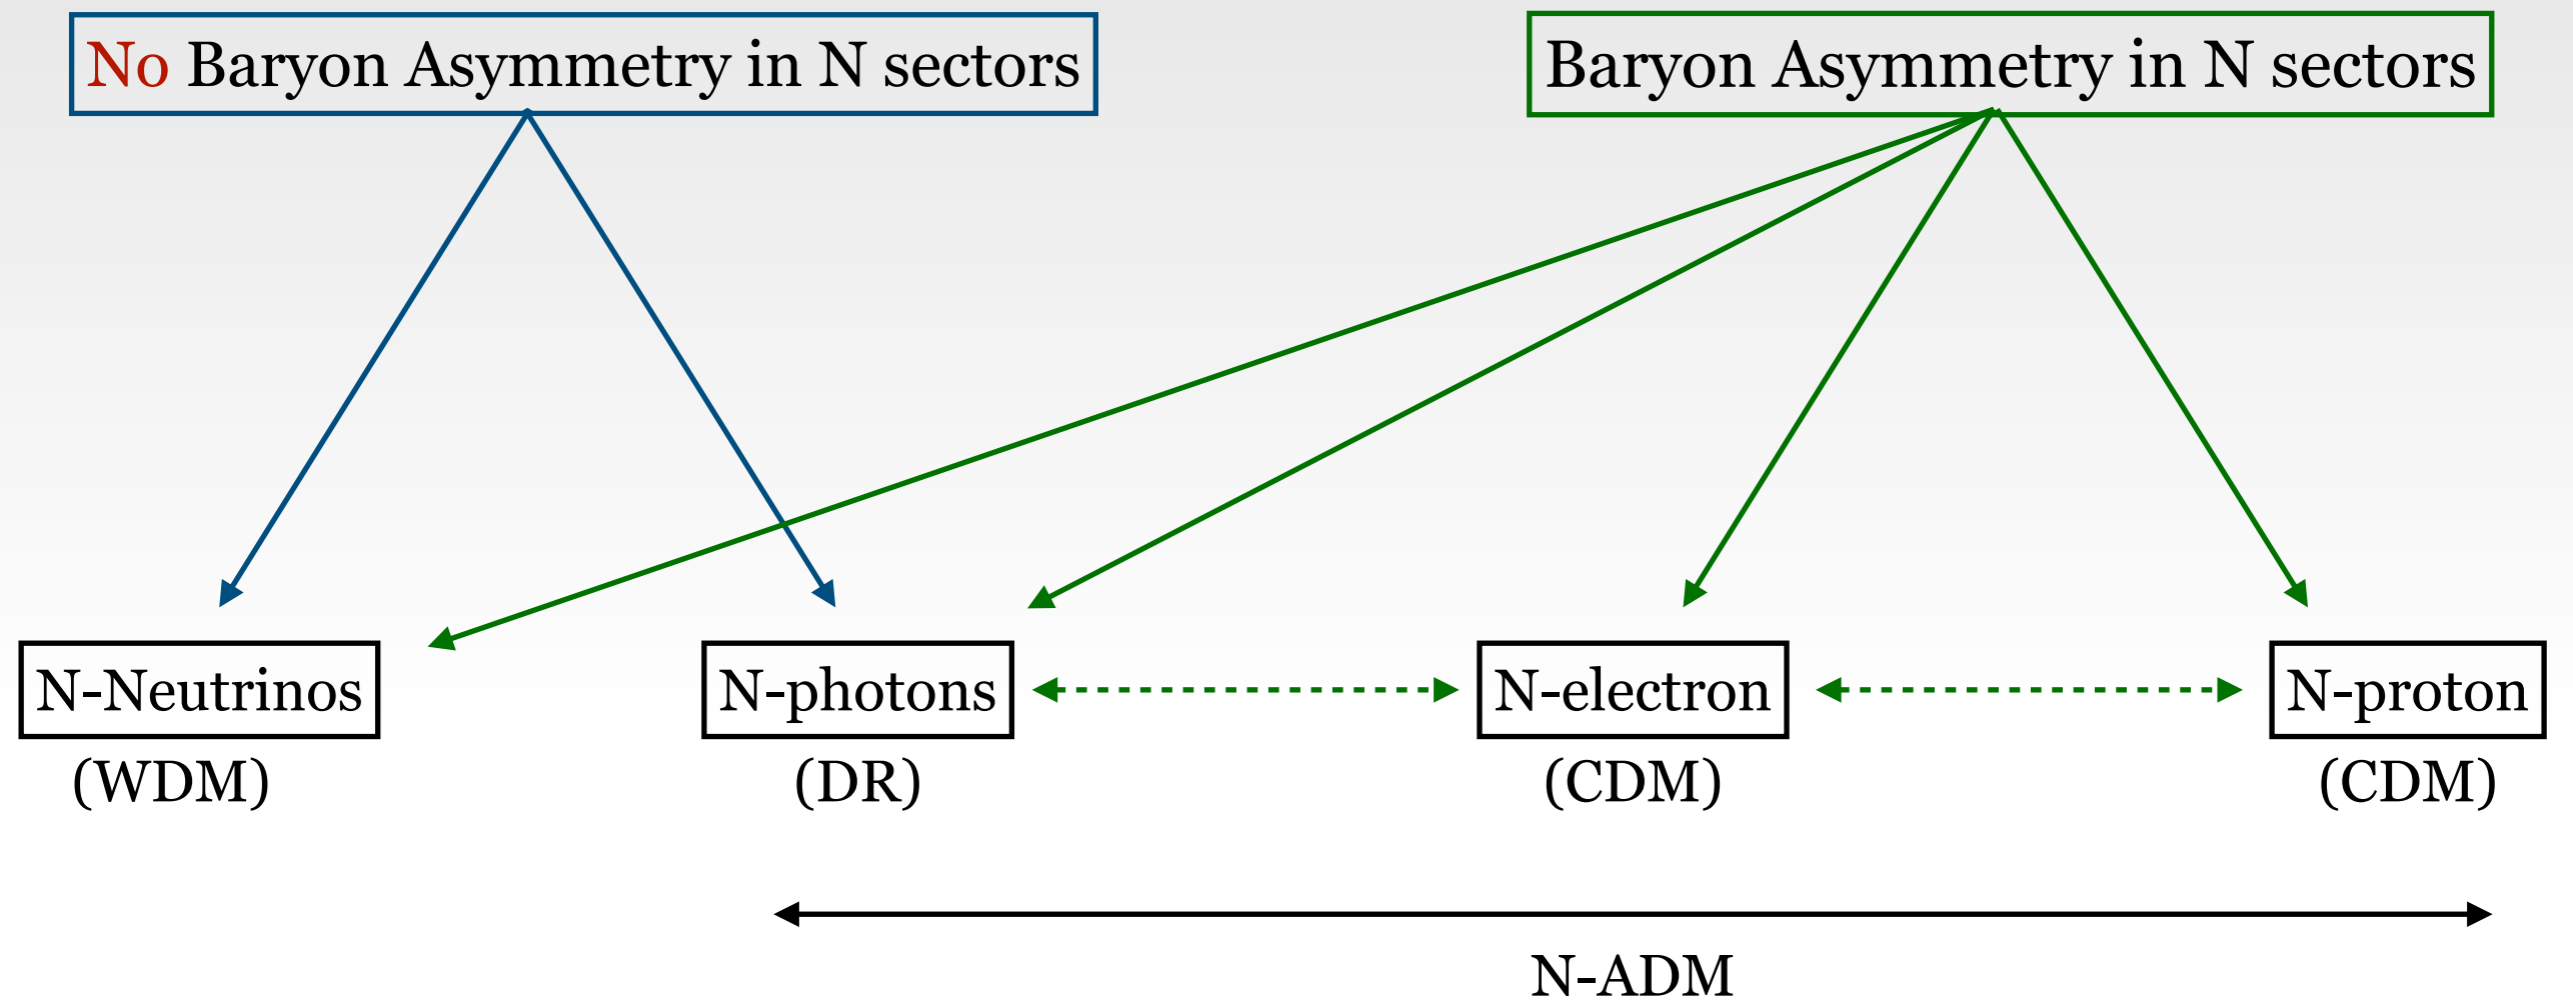 No Baryon Asymmetry in N sectors
Baryon Asymmetry in N sectors
N-Neutrinos
N-photons
N-electron
N-proton
(WDM)
(DR)
(CDM)
(CDM)
N-ADM